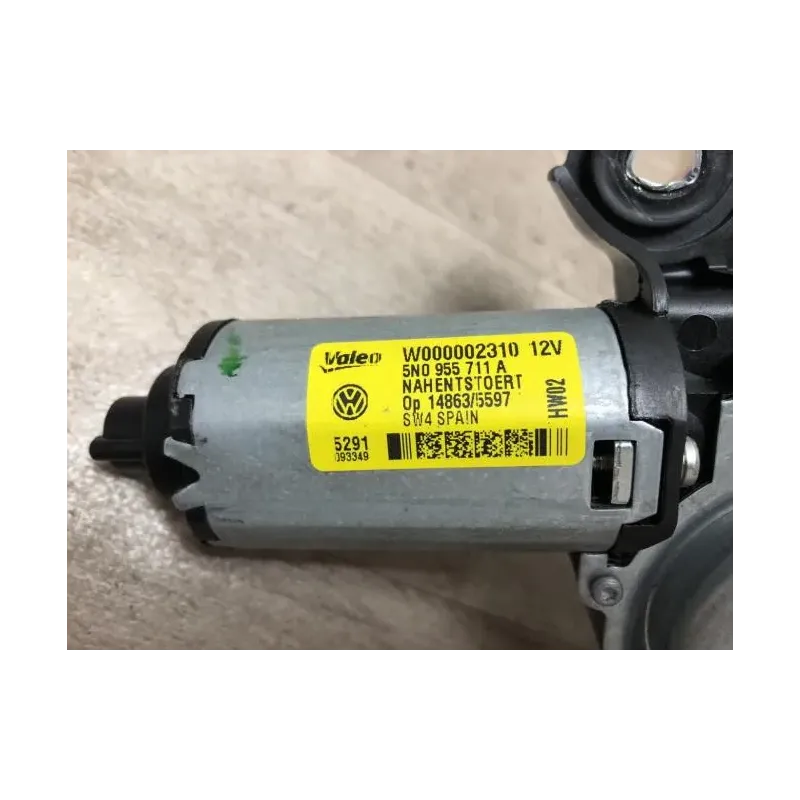 Valeo W000002310 12V
5N0 955 711 A
NAHENTSTOERT
Op 14863/5597
SW4 SPAIN
HW02
5291
093349